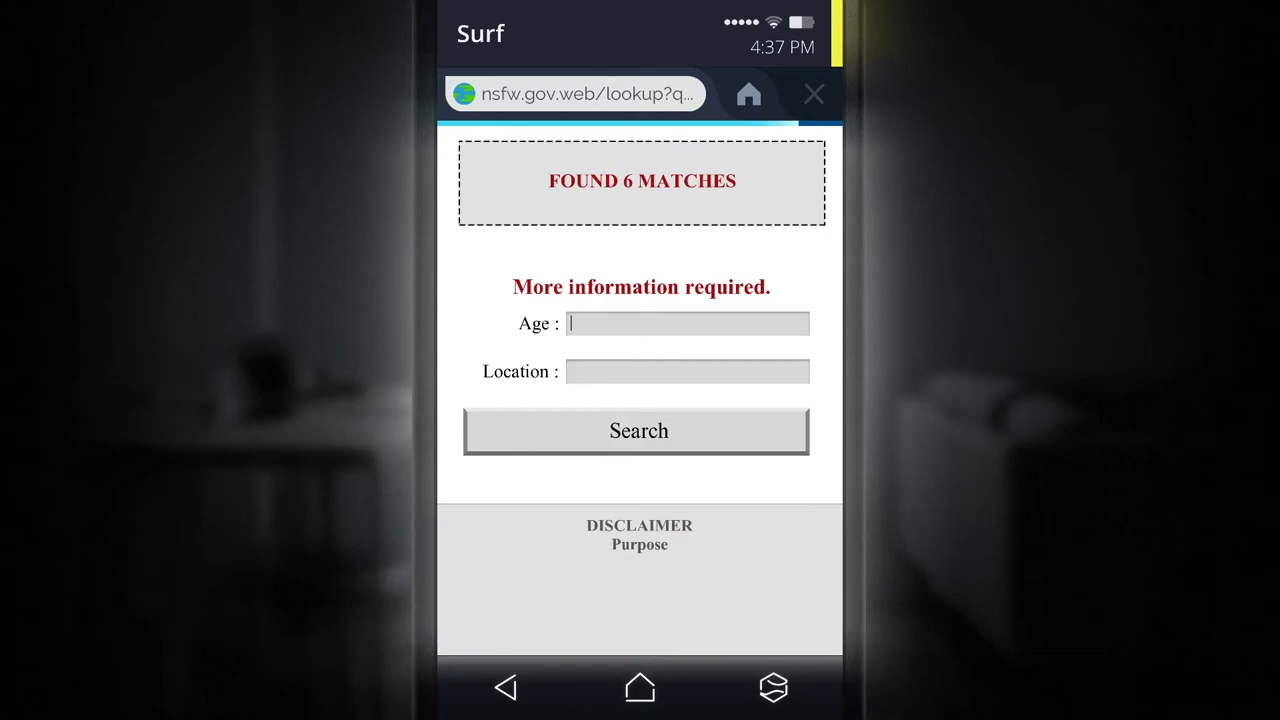 Surf
4:37 PM
nsfw.gov.web/lookup?q...
FOUND 6 MATCHES
More information required.
Age :
Location :
Search
DISCLAIMER
Purpose